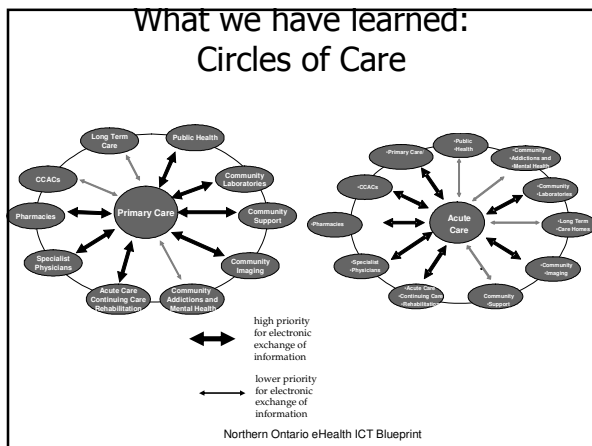 What we have learned:
Circles of Care
Long Term
Care
Public Health
CCACs
Community
Laboratories
Pharmacies
Primary Care
Community
Support
Specialist
Physicians
Community
Imaging
Acute Care
Continuing Care
Rehabilitation
Community
Addictions and
Mental Health
•Public
•Health
•Primary Care
Community
Addictions and
Mental Health
•CCACs
•Community
•Laboratories
•Pharmacies
Acute
Care
•Long Term
•Care Homes
•Specialist
•Physicians
•Community
•Imaging
•Acute Care
•Continuing Care
•Rehabilitation
Community
•Support
high priority
for electronic
exchange of
information
lower priority
for electronic
exchange of
information
Northern Ontario eHealth ICT Blueprint